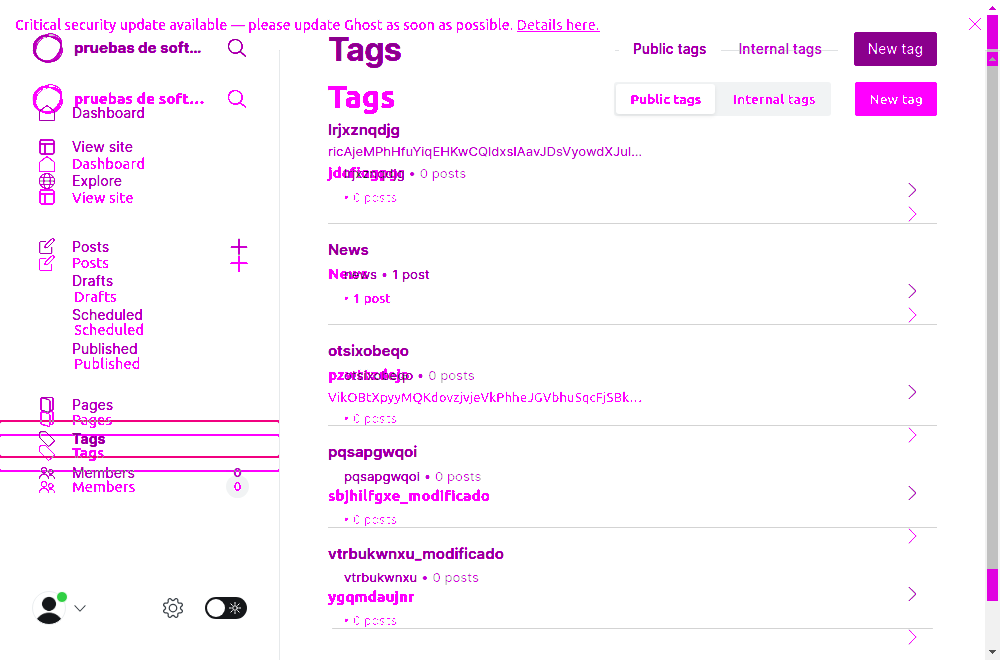 Critical security update available — please update Ghost as soon as possible. Details here.
pruebas de soft...
pruebas de soft...
Dashboard
View site
Dashboard
Explore
View site
Posts
Posts
Drafts
Drafts
Scheduled
Scheduled
Published
Published
Pages
Pages
Tags
Tags
Members 0
Members 0
Tags
Public tags
Internal tags
New tag
Tags
Public tags
Internal tags
New tag
lrjxznqdjg
• 0 posts
• 0 posts
News
news • 1 post
• 1 post
otsixobeqo
• 0 posts
• 0 posts
pqsapgwqoi
pqsapgwqoi • 0 posts
sbjhilfgxe_modificado
• 0 posts
vtrbukwnxu_modificado
vtrbukwnxu • 0 posts
ygqmdaujnr
• 0 posts